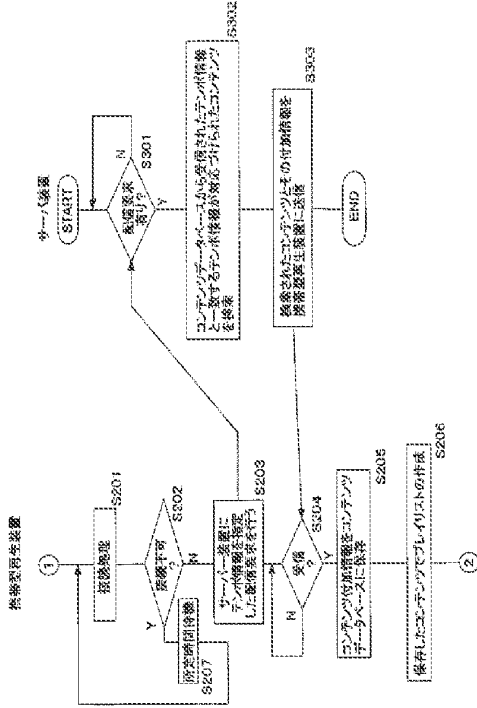 携帯型再生装置
1
接続処理
S201
接続不可
?
S202
Y
N
所定時間待機
S207
サーバー装置に
テンポ情報を指定
した配信要求を行う
S203
受信
?
S204
N
Y
コンテンツ付加情報をコンテンツ
データベースに保存
S205
保存したコンテンツでプレイリストの作成
S206
2
サーバ装置
START
配信要求
有り?
S301
N
Y
コンテンツデータベースから受信されたテンポ情報
と一致するテンポ情報が対応づけられたコンテンツ
を検索
S302
検索されたコンテンツとその付加情報を
携帯型再生装置に送信
S303
END